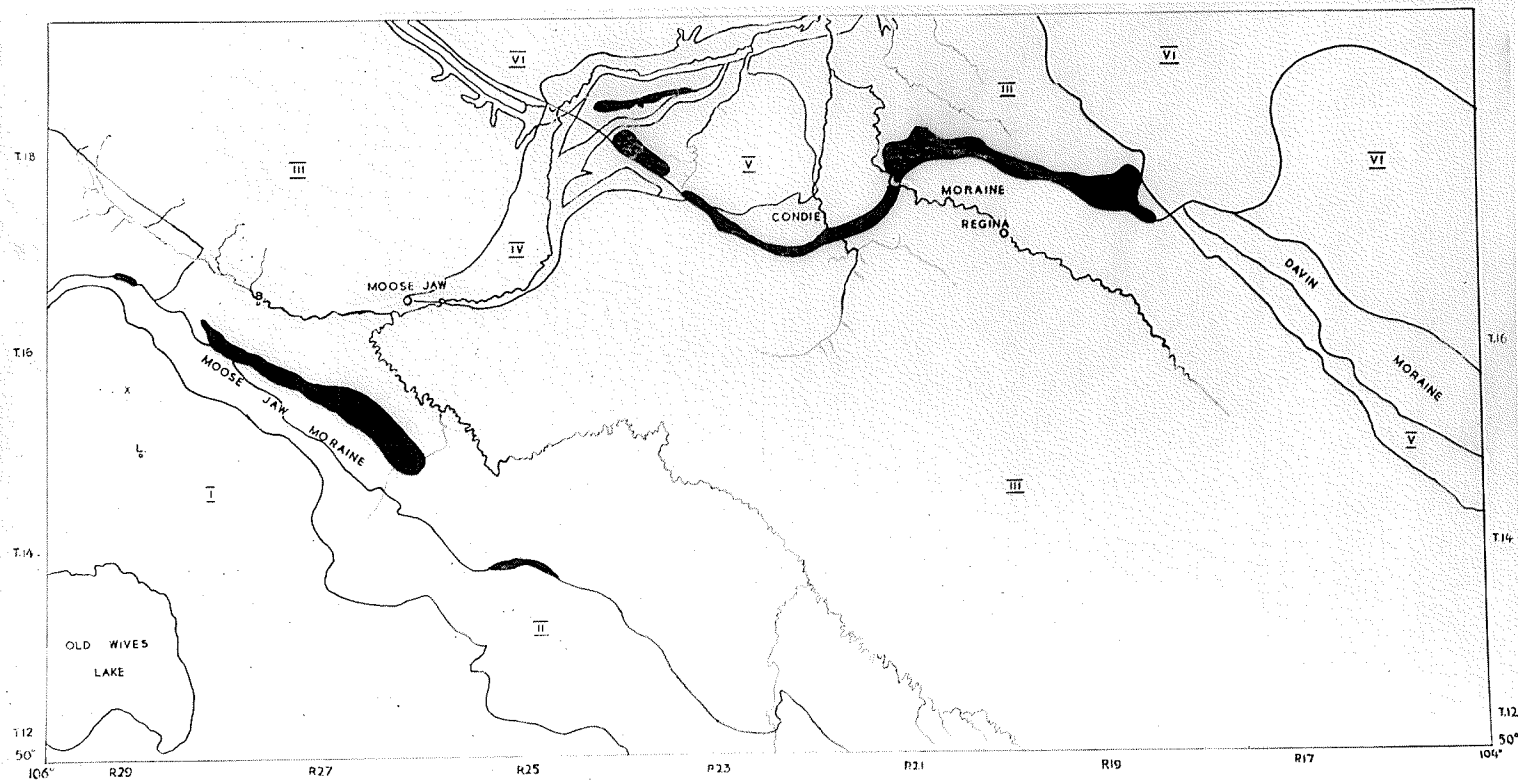 VI
VI
III
T.18
III
V
VI
MORAINE
CONDIE
REGINA
IV
DAVIN
MOOSE JAW
B
T.16
T.16
MOOSE
JAW
MORAINE
MORAINE
X
V
L
I
III
T.14
T.14
II
OLD WIVES
LAKE
T.12
T.12
50°
50°
106°
R29
R27
R25
R23
R21
R19
R17
104°